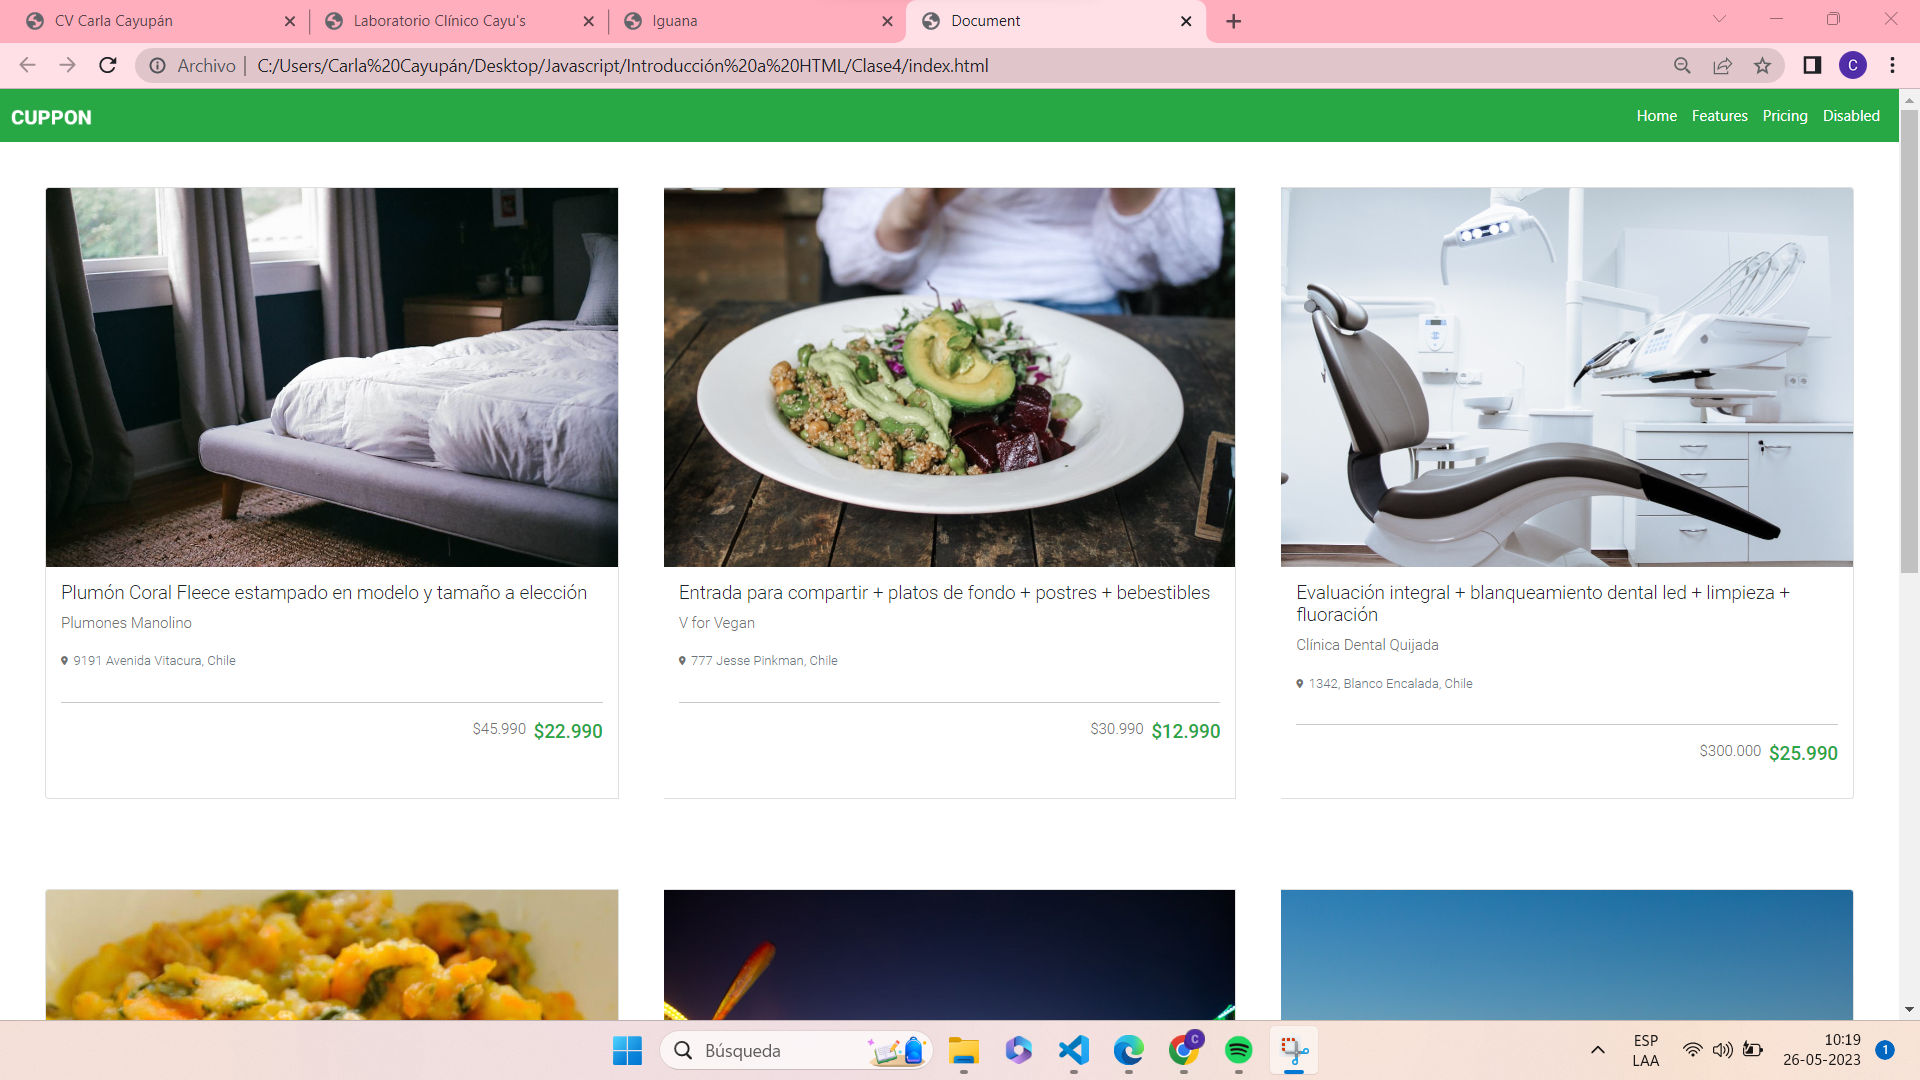 CV Carla Cayupán
Laboratorio Clínico Cayu's
Iguana
Document
Archivo
C:/Users/Carla%20Cayupán/Desktop/Javascript/Introducción%20a%20HTML/Clase4/index.html
C
CUPPON
Home Features Pricing Disabled
Plumón Coral Fleece estampado en modelo y tamaño a elección
Plumones Manolino
9191 Avenida Vitacura, Chile
$45.990 $22.990
Entrada para compartir + platos de fondo + postres + bebestibles
V for Vegan
777 Jesse Pinkman, Chile
$30.990 $12.990
Evaluación integral + blanqueamiento dental led + limpieza +
fluoración
Clínica Dental Quijada
1342, Blanco Encalada, Chile
$300.000 $25.990
Búsqueda
C
ESP
LAA
10:19
26-05-2023
1